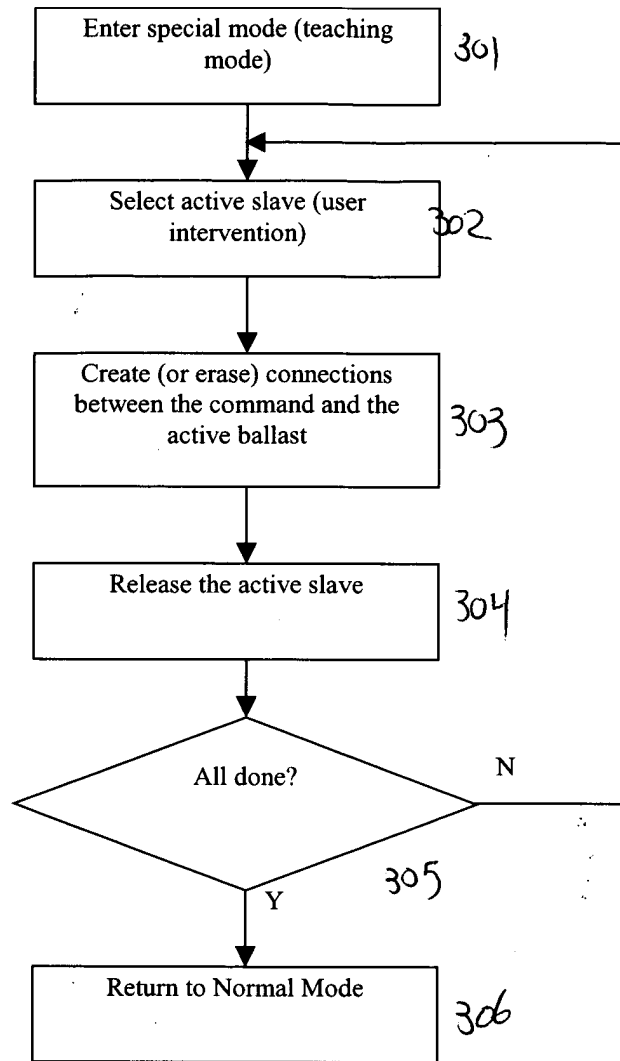 Enter special mode (teaching
mode)
301
Select active slave (user
intervention)
302
Create (or erase) connections
between the command and the
active ballast
303
Release the active slave
304
All done?
N
305
Y
Return to Normal Mode
306